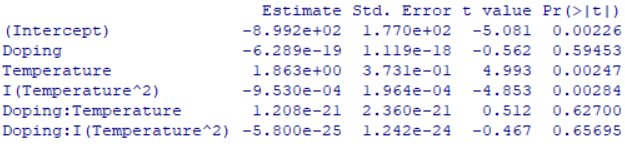 Estimate Std. Error t value Pr(>|t|)
(Intercept) -8.992e+02 1.770e+02 -5.081 0.00226
Doping -6.289e-19 1.119e-18 -0.562 0.59453
Temperature 1.863e+00 3.731e-01 4.993 0.00247
I(Temperature^2) -9.530e-04 1.964e-04 -4.853 0.00284
Doping:Temperature 1.208e-21 2.360e-21 0.512 0.62700
Doping:I(Temperature^2) -5.800e-25 1.242e-24 -0.467 0.65695